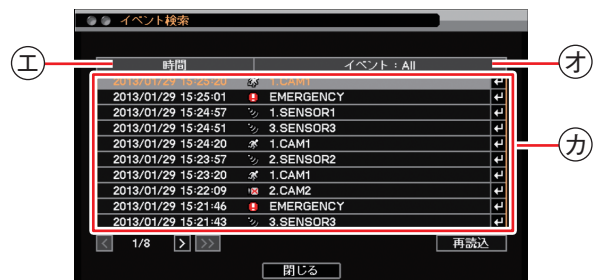 イベント検索
エ 時間 イベント：All オ
2013/01/29 15:25:20 1.CAM1
2013/01/29 15:25:01 EMERGENCY
2013/01/29 15:24:57 1.SENSOR1
2013/01/29 15:24:51 3.SENSOR3
2013/01/29 15:24:20 1.CAM1
カ
2013/01/29 15:23:57 2.SENSOR2
2013/01/29 15:23:20 1.CAM1
2013/01/29 15:22:09 2.CAM2
2013/01/29 15:21:46 EMERGENCY
2013/01/29 15:21:43 3.SENSOR3
< 1/8 > >> 再読込
閉じる